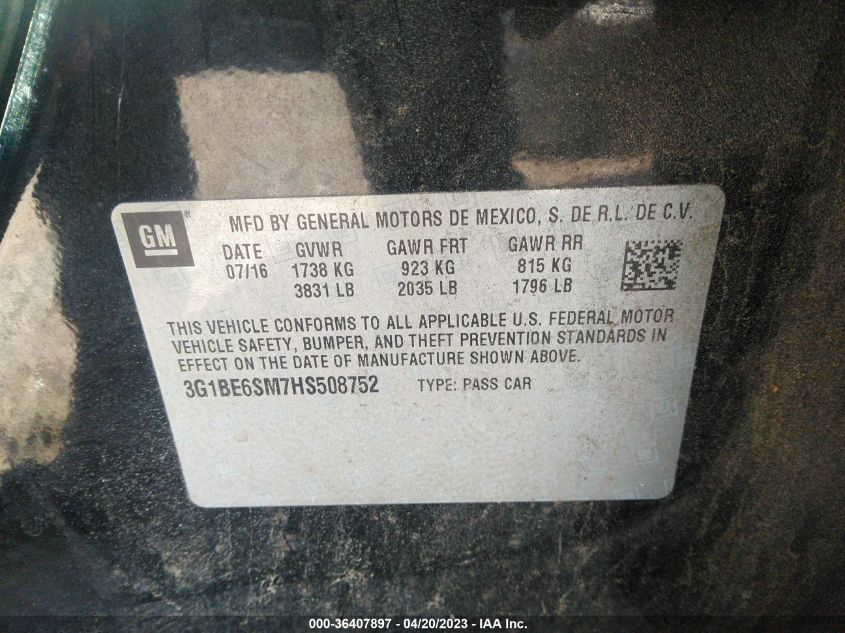 GM ® MFD BY GENERAL MOTORS DE MEXICO, S. DE R.L. DE C.V.
DATE GVWR GAWR FRT GAWR RR
07/16 1738 KG 923 KG 815 KG
3831 LB 2035 LB 1796 LB
THIS VEHICLE CONFORMS TO ALL APPLICABLE U.S. FEDERAL MOTOR
VEHICLE SAFETY, BUMPER, AND THEFT PREVENTION STANDARDS IN
EFFECT ON THE DATE OF MANUFACTURE SHOWN ABOVE.
3G1BE6SM7HS508752 TYPE: PASS CAR
000-36407897 - 04/20/2023 - IAA Inc.